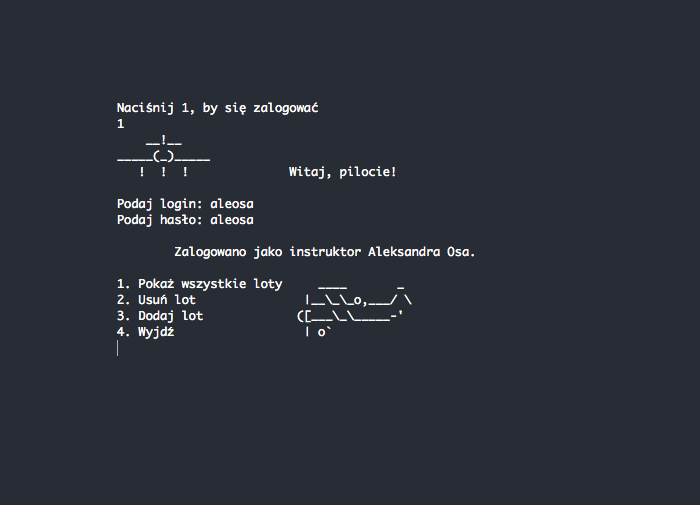 Naciśnij 1, by się zalogować
1
    __!__
_____(_)_____
   !  !  !              Witaj, pilocie!
Podaj login: aleosa
Podaj hasło: aleosa
        Zalogowano jako instruktor Aleksandra Osa.
1. Pokaż wszystkie loty     ____       _
2. Usuń lot               |__\_\_o,___/ \
3. Dodaj lot             ([___\_\_____-'
4. Wyjdź                  | o`